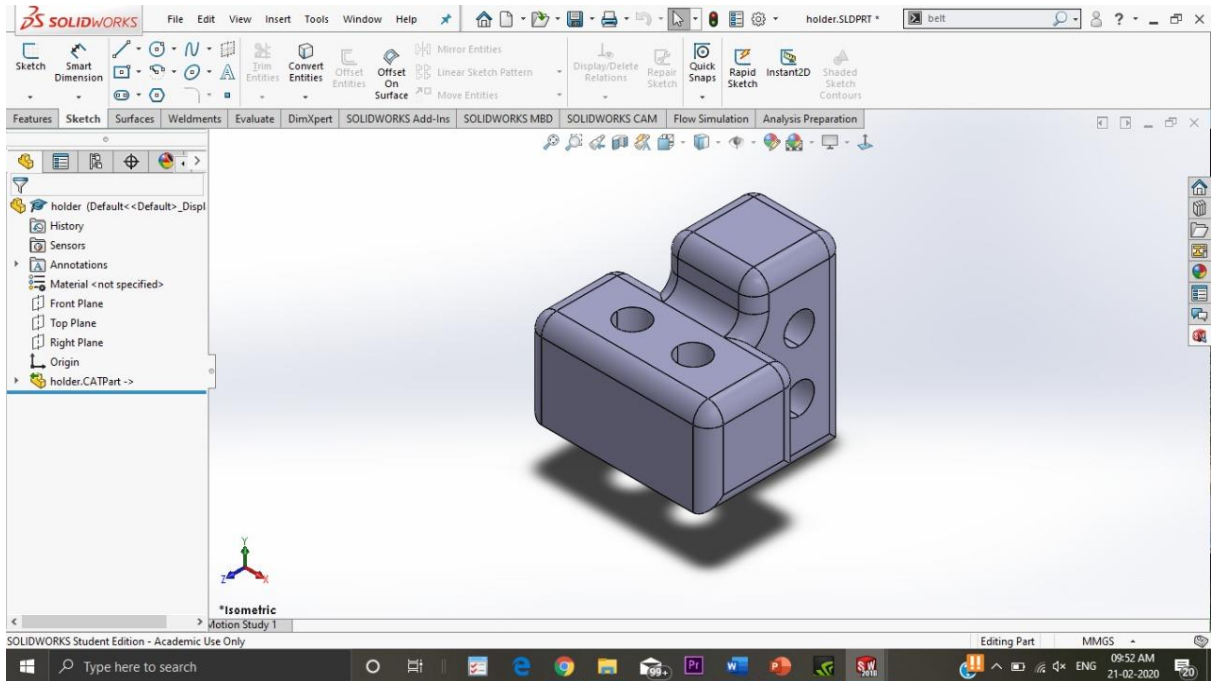 SOLIDWORKS File Edit View Insert Tools Window Help holder.SLDPRT * belt ?
Sketch Smart Dimension Trim Entities Convert Entities Offset Entities Offset On Surface Mirror Entities Linear Sketch Pattern Move Entities Display/Delete Relations Repair Sketch Quick Snaps Rapid Sketch Instant2D Shaded Sketch Contours
Features Sketch Surfaces Weldments Evaluate DimXpert SOLIDWORKS Add-Ins SOLIDWORKS MBD SOLIDWORKS CAM Flow Simulation Analysis Preparation
holder (Default<<Default>_Displ
History
Sensors
Annotations
Material <not specified>
Front Plane
Top Plane
Right Plane
Origin
holder.CATPart ->
Y
Z X
*Isometric
Motion Study 1
SOLIDWORKS Student Edition - Academic Use Only Editing Part MMGS
Type here to search 99+ Pr W P SW 2018 ENG 09:52 AM
21-02-2020 20